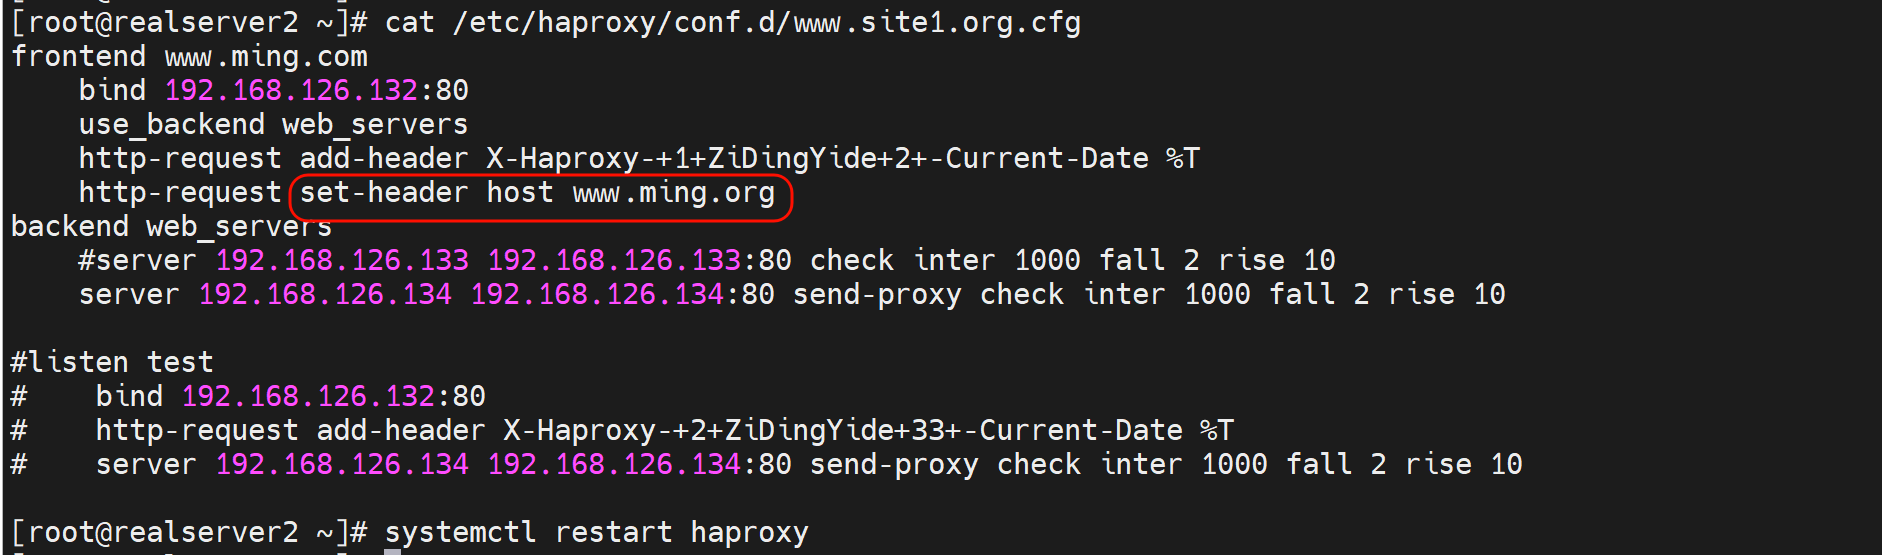 [root@realserver2 ~]# cat /etc/haproxy/conf.d/www.site1.org.cfg
frontend www.ming.com
    bind 192.168.126.132:80
    use_backend web_servers
    http-request add-header X-Haproxy-+1+ZiDingYide+2+-Current-Date %T
    http-request set-header host www.ming.org
backend web_servers
    #server 192.168.126.133 192.168.126.133:80 check inter 1000 fall 2 rise 10
    server 192.168.126.134 192.168.126.134:80 send-proxy check inter 1000 fall 2 rise 10
#listen test
#    bind 192.168.126.132:80
#    http-request add-header X-Haproxy-+2+ZiDingYide+33+-Current-Date %T
#    server 192.168.126.134 192.168.126.134:80 send-proxy check inter 1000 fall 2 rise 10
[root@realserver2 ~]# systemctl restart haproxy